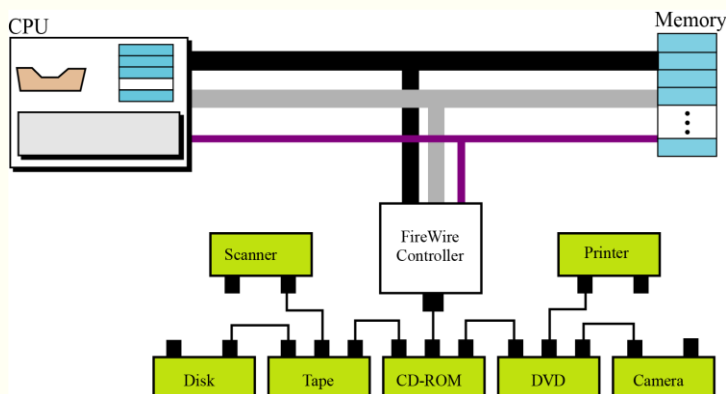 CPU
Memory
FireWire
Controller
Scanner
Printer
Disk
Tape
CD-ROM
DVD
Camera